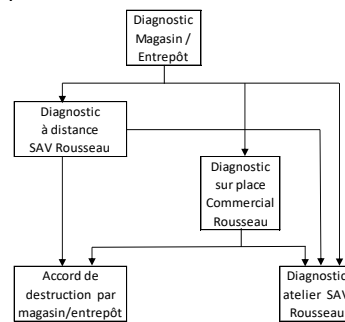 Diagnostic
Magasin /
Entrepôt
Diagnostic
à distance
SAV Rousseau
Diagnostic
sur place
Commercial
Rousseau
Accord de
destruction par
magasin/entrepôt
Diagnostic
atelier SAV
Rousseau